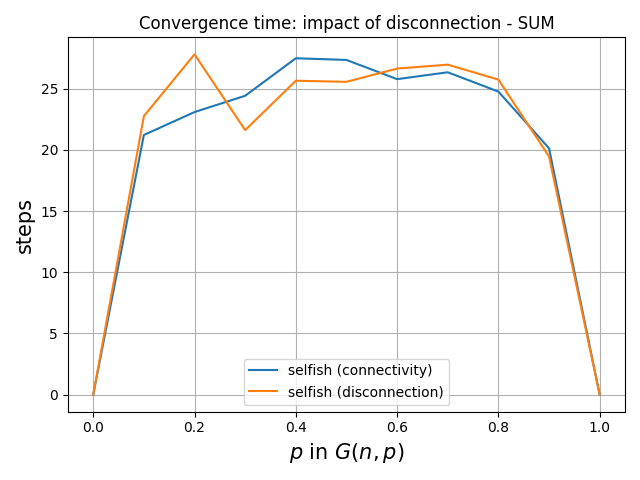 Convergence time: impact of disconnection - SUM
steps
25
20
15
10
5
0
selfish (connectivity)
selfish (disconnection)
0.0 0.2 0.4 0.6 0.8 1.0
p in G(n, p)